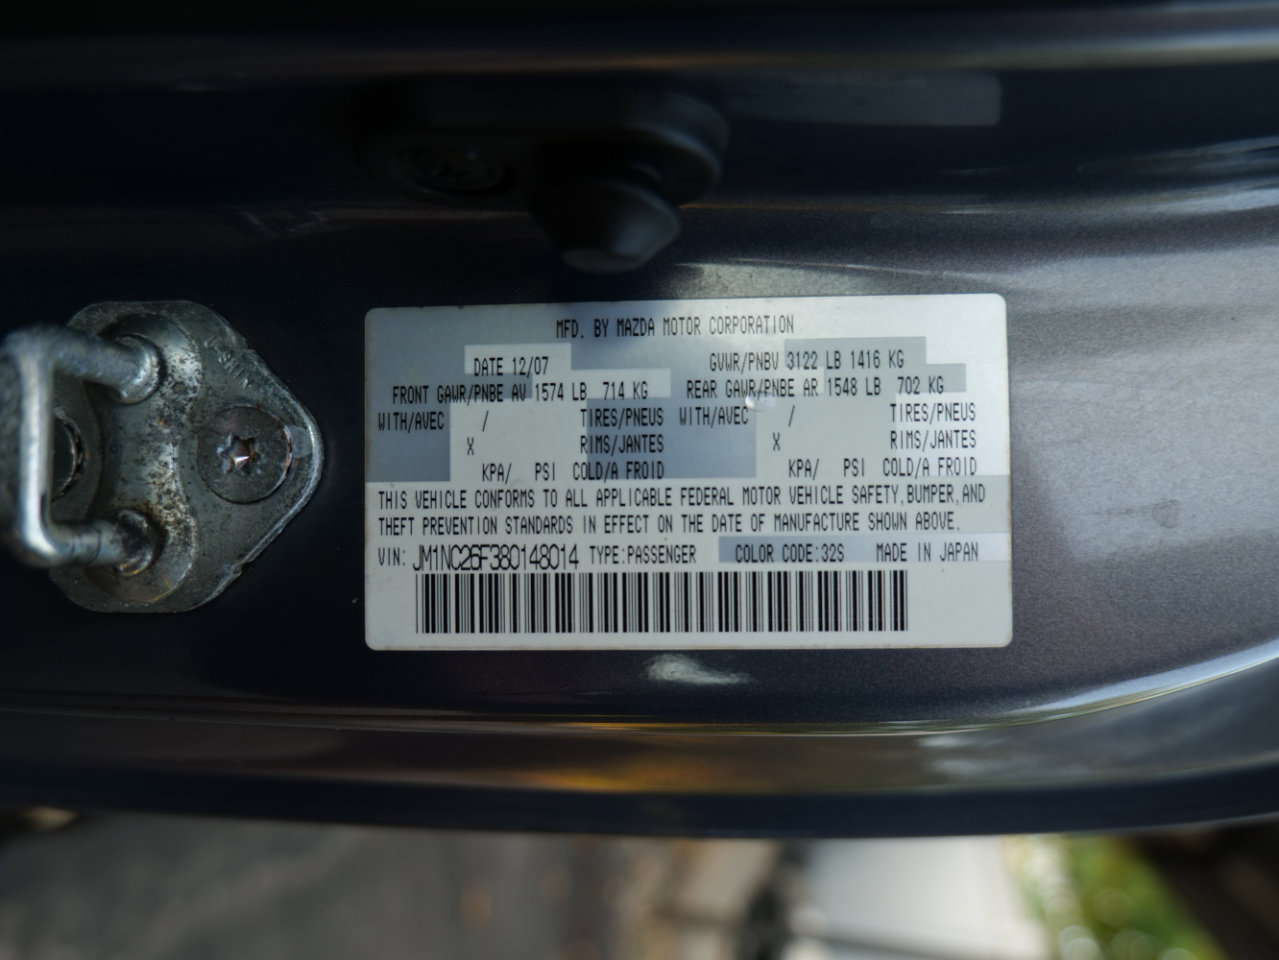 MFD. BY MAZDA MOTOR CORPORATION
DATE 12/07 GVWR/PNBV 3122 LB 1416 KG
FRONT GAWR/PNBE AV 1574 LB 714 KG REAR GAWR/PNBE AR 1548 LB 702 KG
WITH/AVEC / TIRES/PNEUS WITH/AVEC / TIRES/PNEUS
X RIMS/JANTES X RIMS/JANTES
KPA/ PSI COLD/A FROID KPA/ PSI COLD/A FROID
THIS VEHICLE CONFORMS TO ALL APPLICABLE FEDERAL MOTOR VEHICLE SAFETY,BUMPER,AND
THEFT PREVENTION STANDARDS IN EFFECT ON THE DATE OF MANUFACTURE SHOWN ABOVE.
VIN: JM1NC26F380148014 TYPE:PASSENGER COLOR CODE:32S MADE IN JAPAN